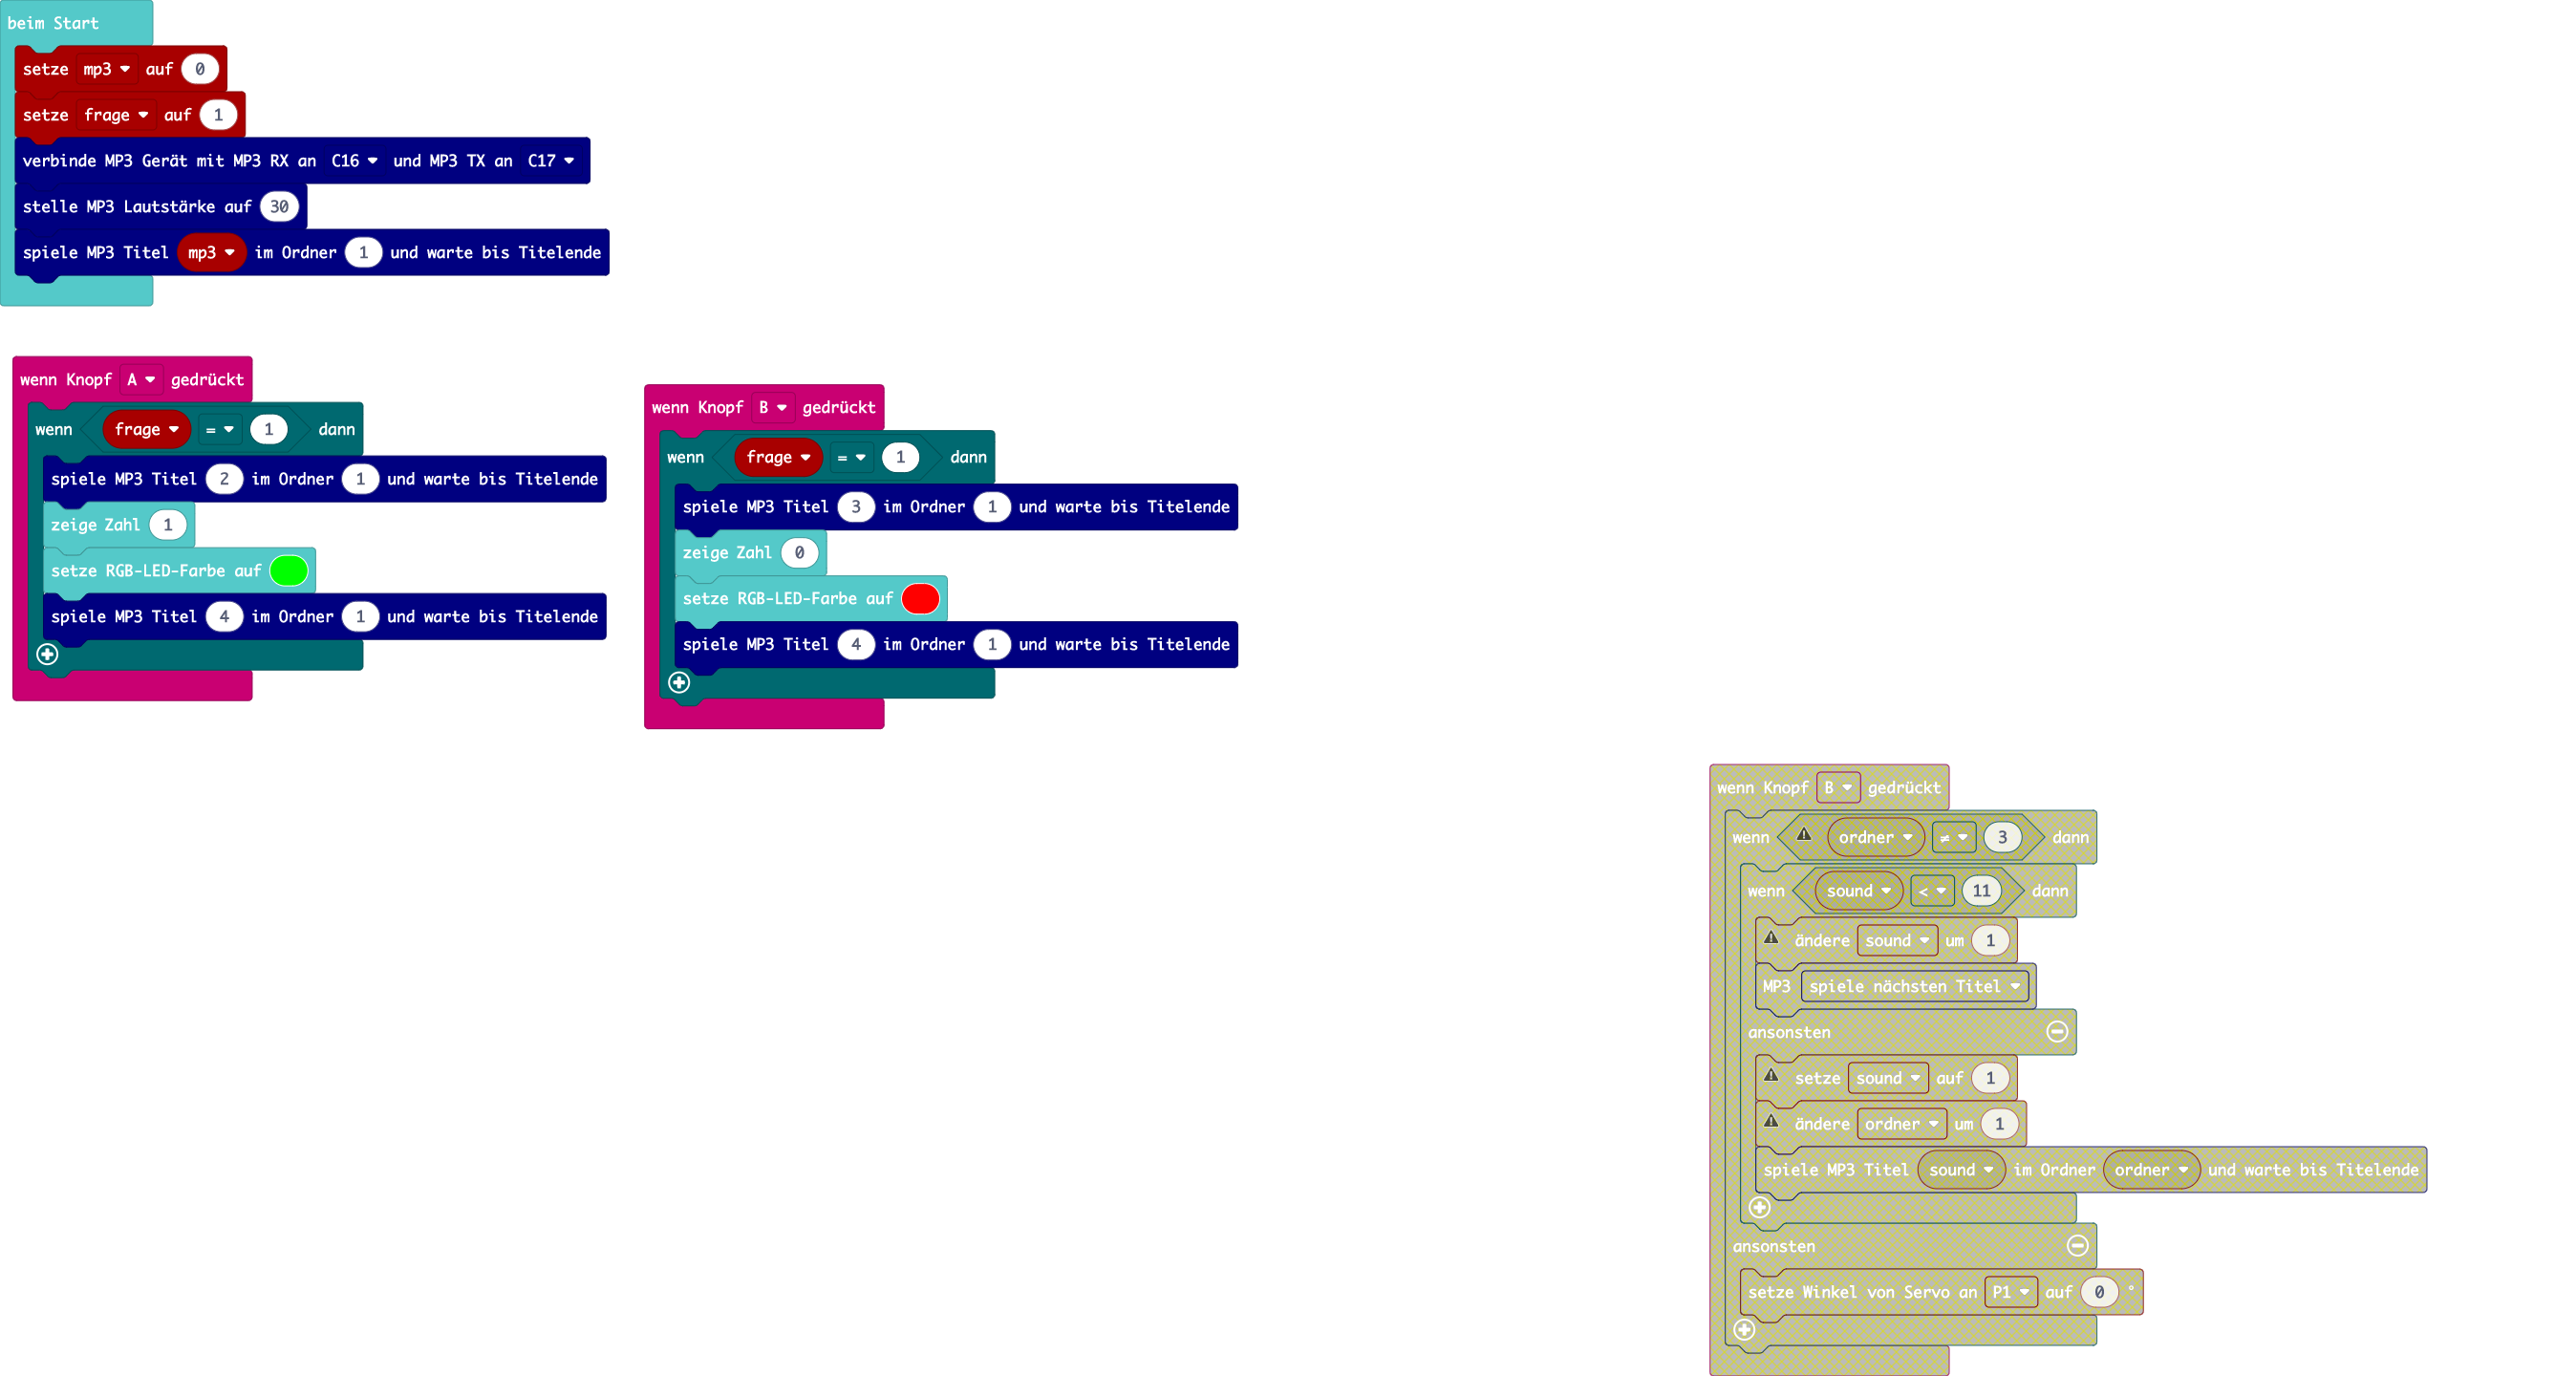 beim Start
setze mp3 auf 0
setze frage auf 1
verbinde MP3 Gerät mit MP3 RX an C16 und MP3 TX an C17
stelle MP3 Lautstärke auf 30
spiele MP3 Titel mp3 im Ordner 1 und warte bis Titelende
wenn Knopf A gedrückt
wenn frage = 1 dann
spiele MP3 Titel 2 im Ordner 1 und warte bis Titelende
zeige Zahl 1
setze RGB-LED-Farbe auf
spiele MP3 Titel 4 im Ordner 1 und warte bis Titelende
wenn Knopf B gedrückt
wenn frage = 1 dann
spiele MP3 Titel 3 im Ordner 1 und warte bis Titelende
zeige Zahl 0
setze RGB-LED-Farbe auf
spiele MP3 Titel 4 im Ordner 1 und warte bis Titelende
wenn Knopf B gedrückt
wenn ordner ≠ 3 dann
wenn sound < 11 dann
ändere sound um 1
MP3 spiele nächsten Titel
ansonsten
setze sound auf 1
ändere ordner um 1
spiele MP3 Titel sound im Ordner ordner und warte bis Titelende
ansonsten
setze Winkel von Servo an P1 auf 0 °